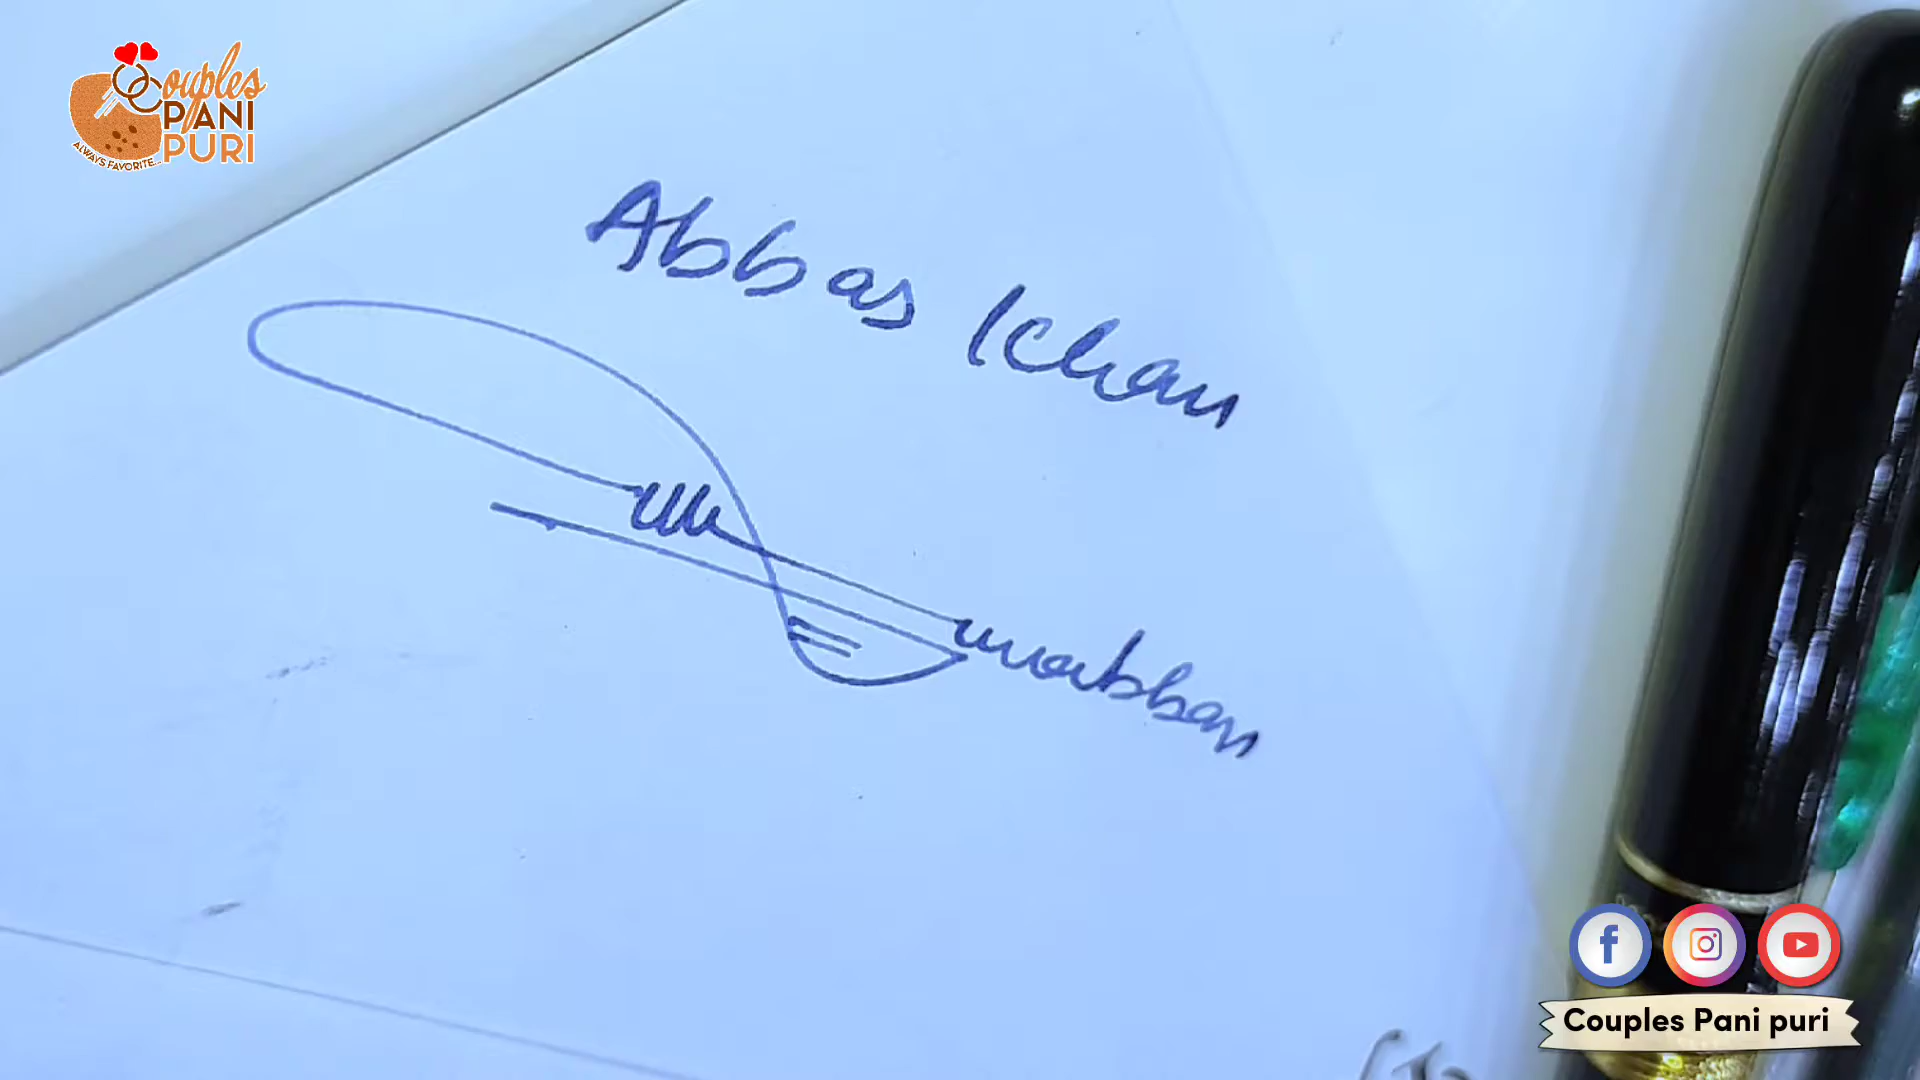 Couples
PANI
PURI
ALWAYS FAVORITE...
Abbas Khan
Couples Pani puri